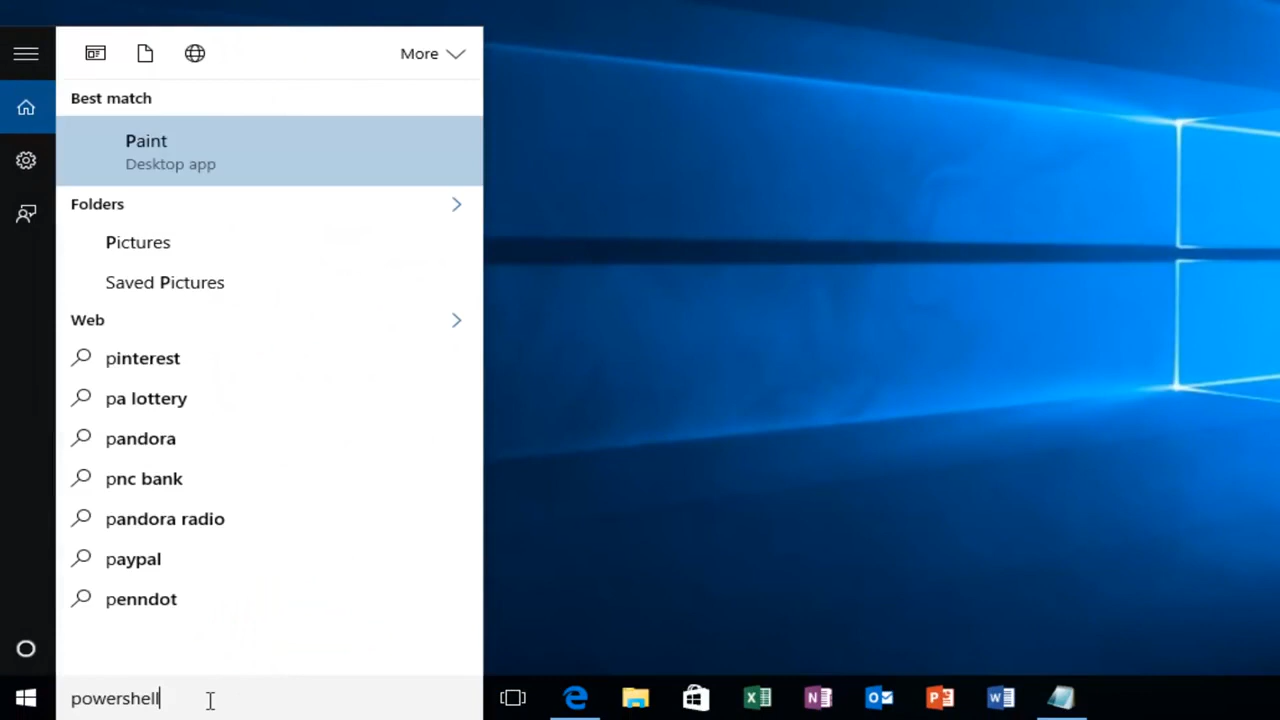 More
Best match
Paint
Desktop app
Folders
Pictures
Saved Pictures
Web
pinterest
pa lottery
pandora
pnc bank
pandora radio
paypal
penndot
powershell